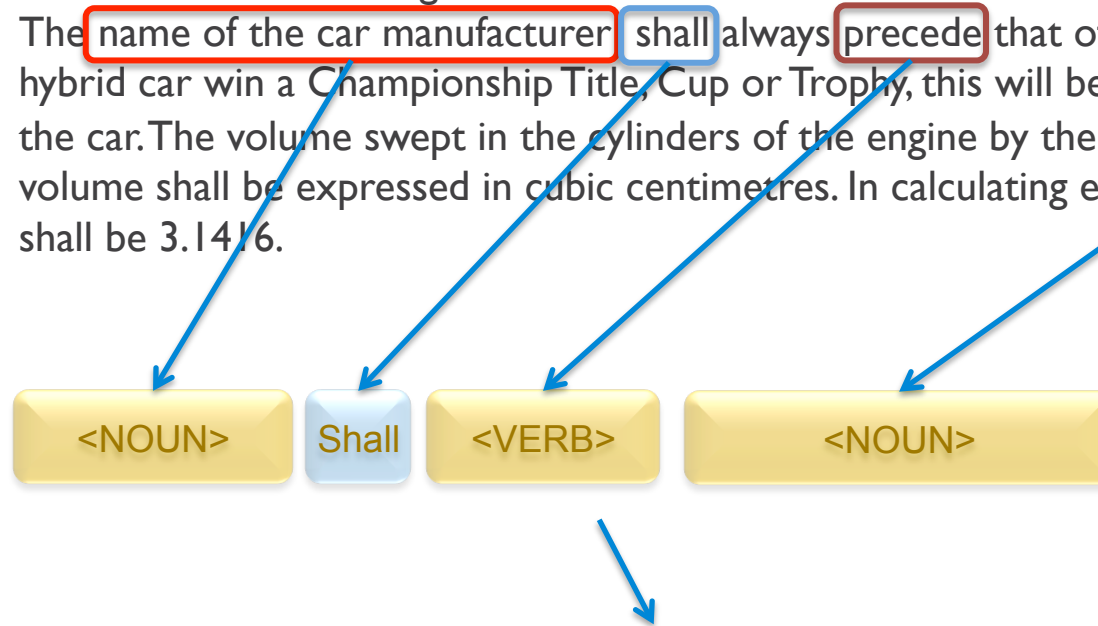 The name of the car manufacturer shall always precede that
hybrid car win a Championship Title, Cup or Trophy, this will
the car. The volume swept in the cylinders of the engine by the
volume shall be expressed in cubic centimetres. In calculating
shall be 3.1416.
<NOUN> Shall <VERB> <NOUN>